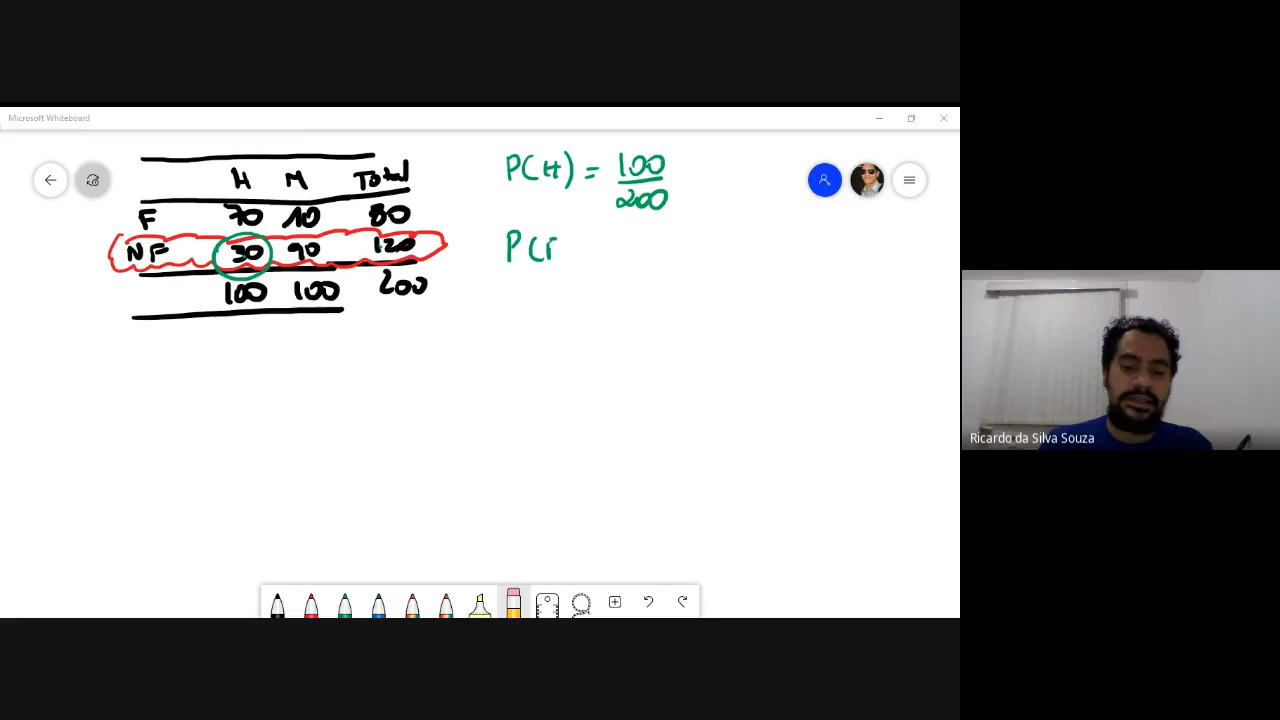 Microsoft Whiteboard
H M Total
F 70 10 80
NF 30 90 120
100 100 200
P(H) = 100/200
P(
Ricardo da Silva Souza